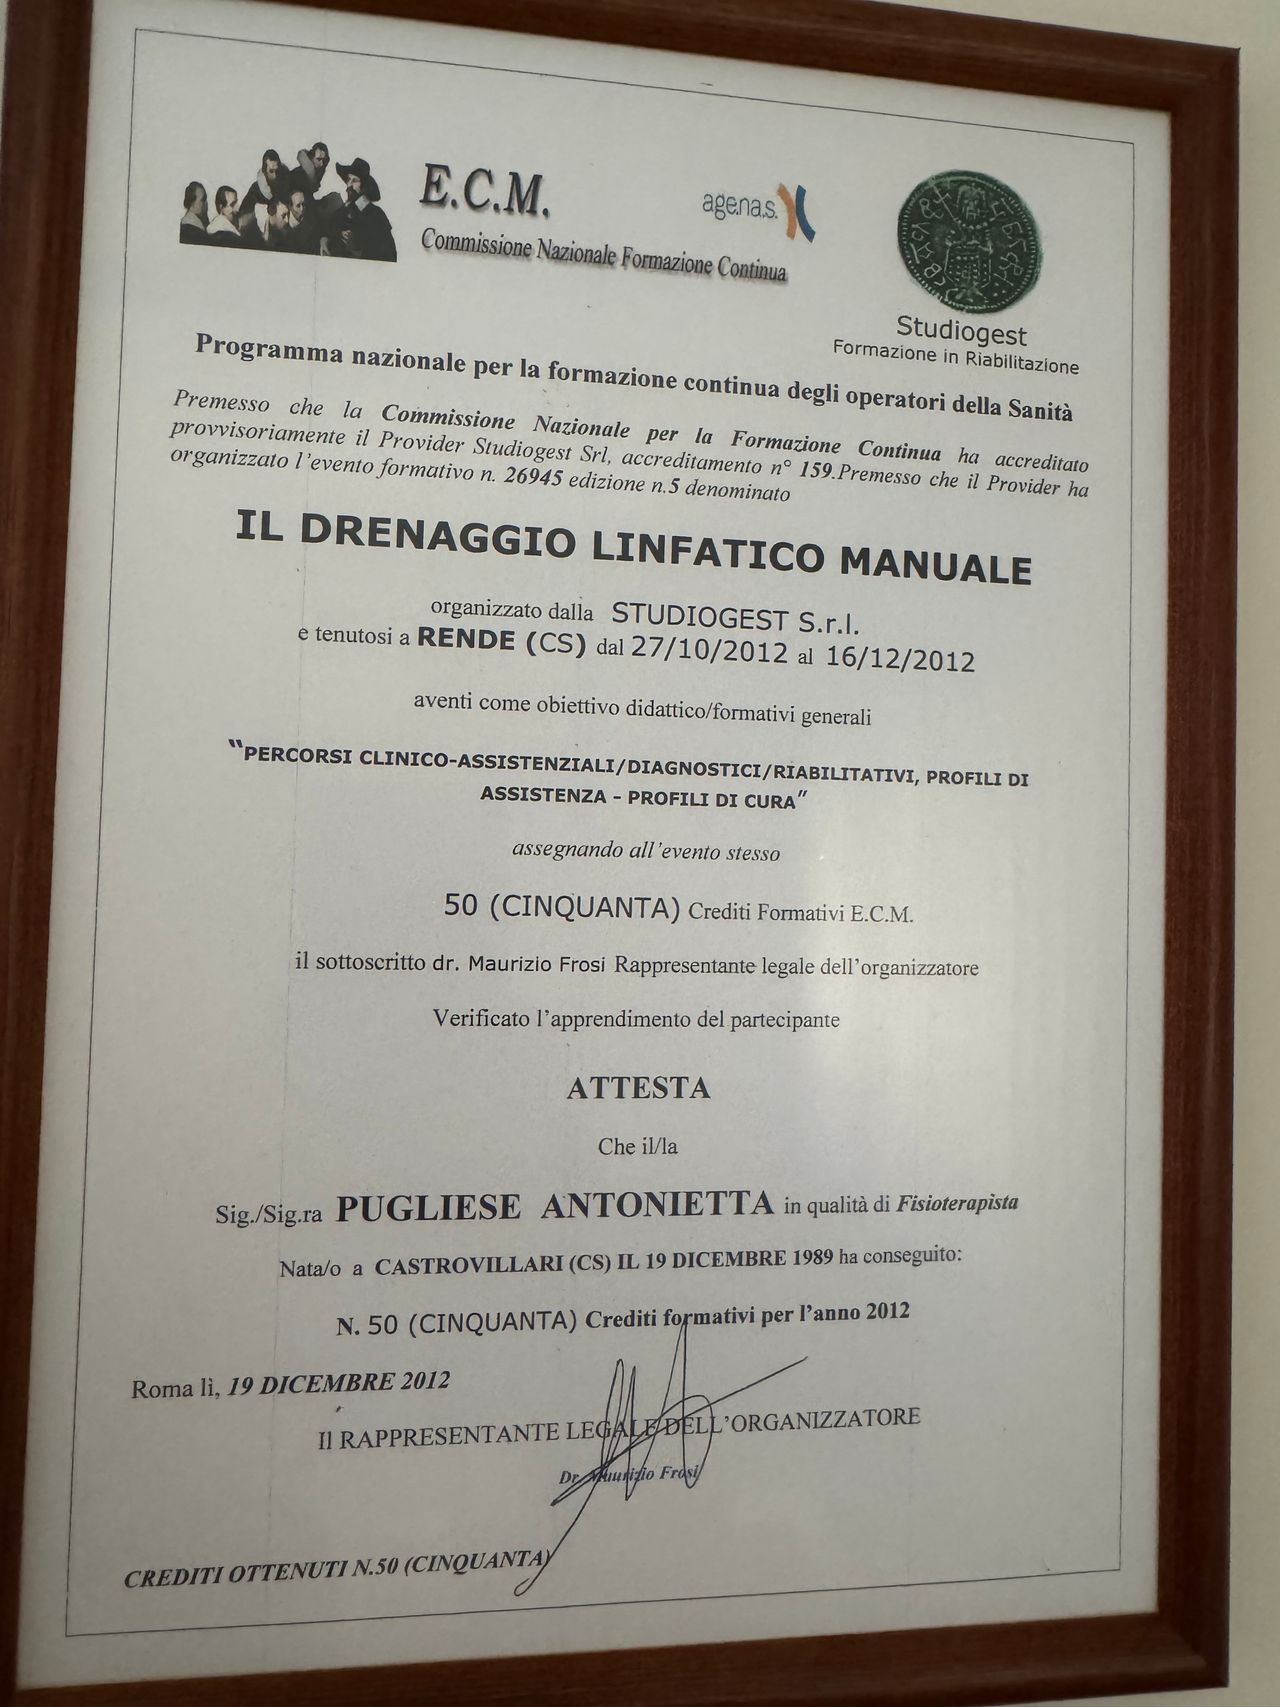 E.C.M.
Commissione Nazionale Formazione Continua
age.na.s.
Studiogest
Formazione in Riabilitazione
Programma nazionale per la formazione continua degli operatori della Sanità
Premesso che la Commissione Nazionale per la Formazione Continua ha accreditato
provvisoriamente il Provider Studiogest Srl, accreditamento n° 159.Premesso che il Provider ha
organizzato l'evento formativo n. 26945 edizione n.5 denominato
IL DRENAGGIO LINFATICO MANUALE
organizzato dalla STUDIOGEST S.r.l.
e tenutosi a RENDE (CS) dal 27/10/2012 al 16/12/2012
aventi come obiettivo didattico/formativi generali
"PERCORSI CLINICO-ASSISTENZIALI/DIAGNOSTICI/RIABILITATIVI, PROFILI DI
ASSISTENZA - PROFILI DI CURA"
assegnando all'evento stesso
50 (CINQUANTA) Crediti Formativi E.C.M.
il sottoscritto dr. Maurizio Frosi Rappresentante legale dell'organizzatore
Verificato l'apprendimento del partecipante
ATTESTA
Che il/la
Sig./Sig.ra PUGLIESE ANTONIETTA in qualità di Fisioterapista
Nata/o a CASTROVILLARI (CS) IL 19 DICEMBRE 1989 ha conseguito:
N. 50 (CINQUANTA) Crediti formativi per l'anno 2012
Roma lì, 19 DICEMBRE 2012
Il RAPPRESENTANTE LEGALE DELL'ORGANIZZATORE
Dr. Maurizio Frosi
CREDITI OTTENUTI N.50 (CINQUANTA)